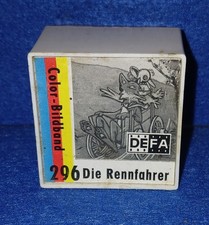 Color-Bildband
DEFA
296 Die Rennfahrer